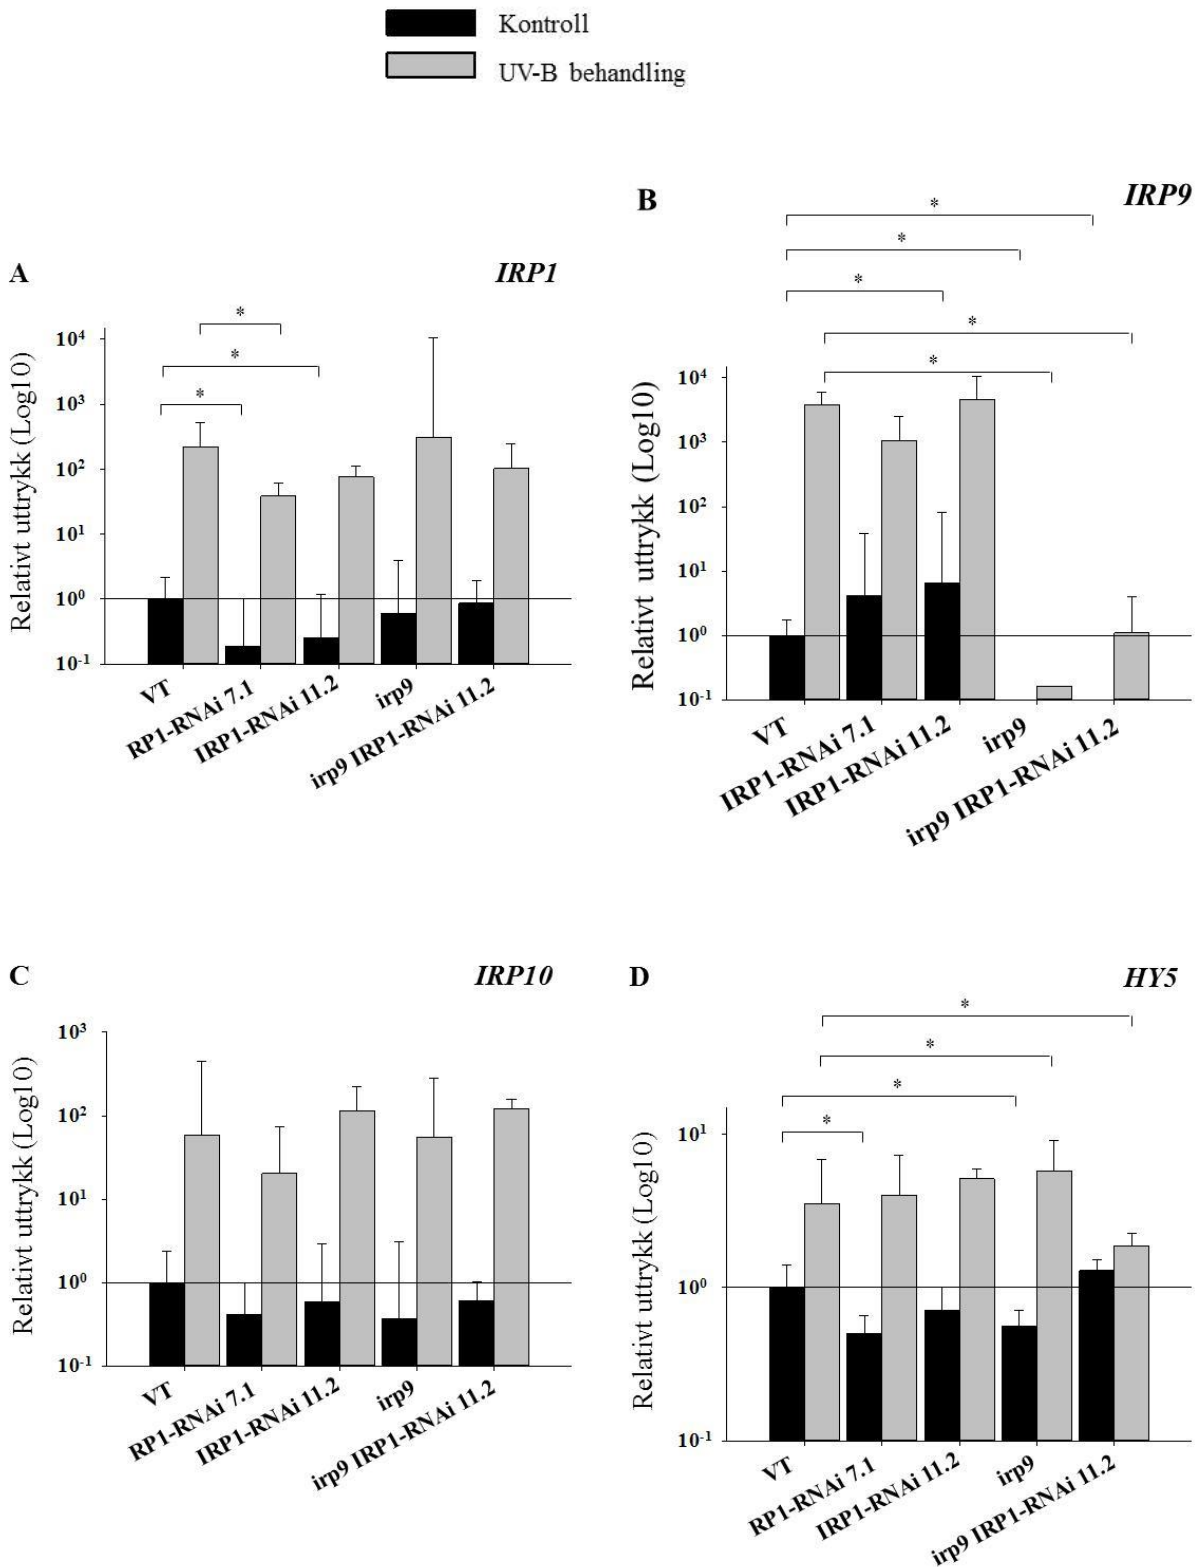 Kontroll
UV-B behandling
A
IRP1
Relativt uttrykk (Log10)
* 
*
*
10⁴
10³
10²
10¹
10⁰
10⁻¹
VT
RP1-RNAi 7.1
IRP1-RNAi 11.2
irp9
irp9 IRP1-RNAi 11.2
B
IRP9
Relativt uttrykk (Log10)
*
*
*
*
*
10⁴
10³
10²
10¹
10⁰
10⁻¹
VT
IRP1-RNAi 7.1
IRP1-RNAi 11.2
irp9
irp9 IRP1-RNAi 11.2
C
IRP10
Relativt uttrykk (Log10)
10³
10²
10¹
10⁰
10⁻¹
VT
RP1-RNAi 7.1
IRP1-RNAi 11.2
irp9
irp9 IRP1-RNAi 11.2
D
HY5
Relativt uttrykk (Log10)
*
*
*
*
10¹
10⁰
10⁻¹
VT
RP1-RNAi 7.1
IRP1-RNAi 11.2
irp9
irp9 IRP1-RNAi 11.2